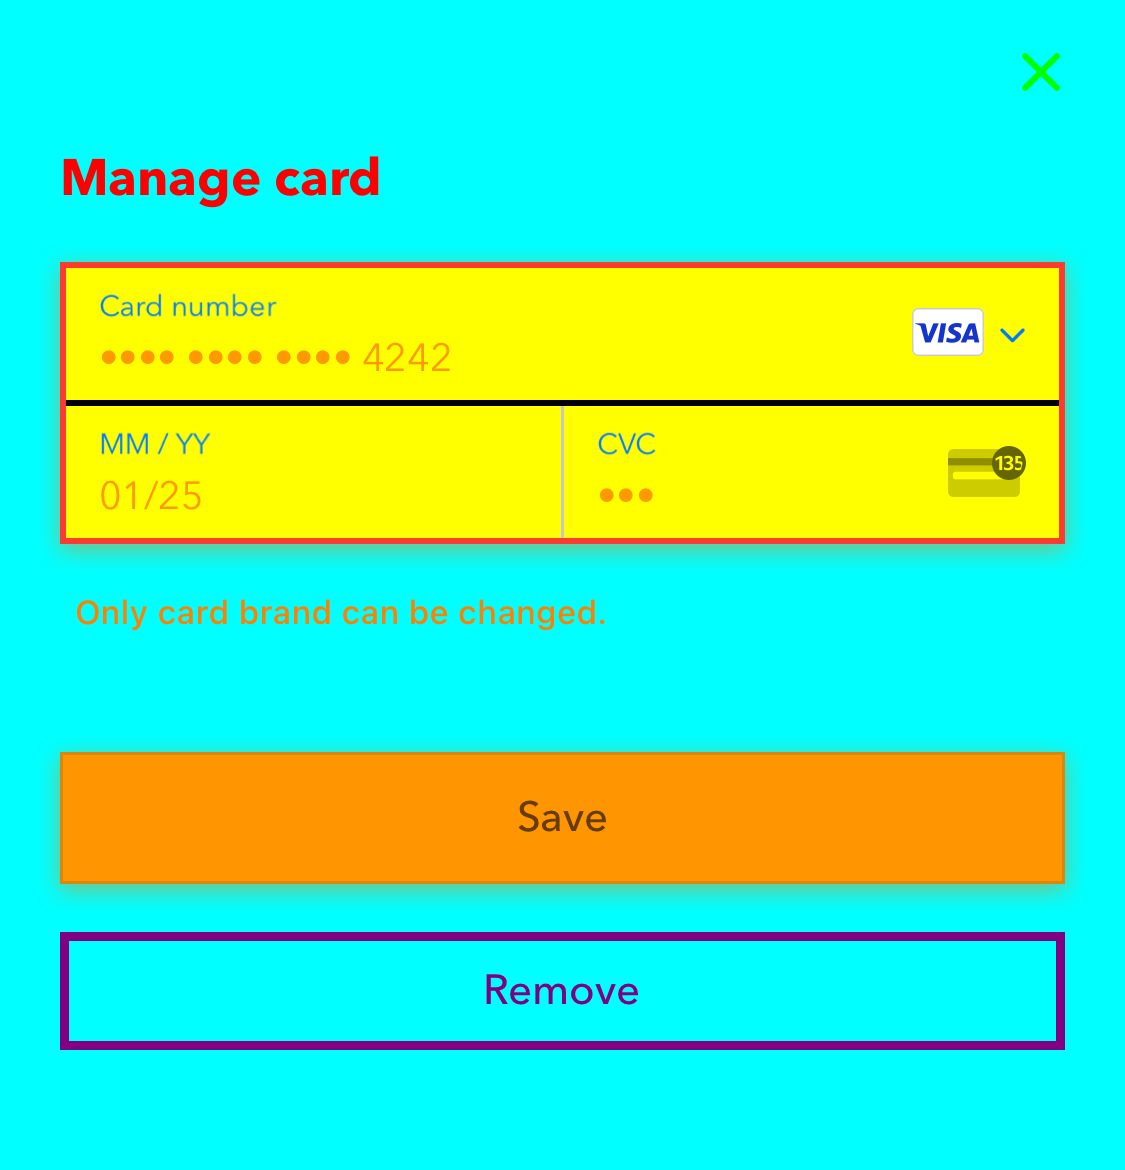 Manage card
Card number
VISA
•••• •••• •••• 4242
MM / YY
CVC
135
01/25
•••
Only card brand can be changed.
Save
Remove